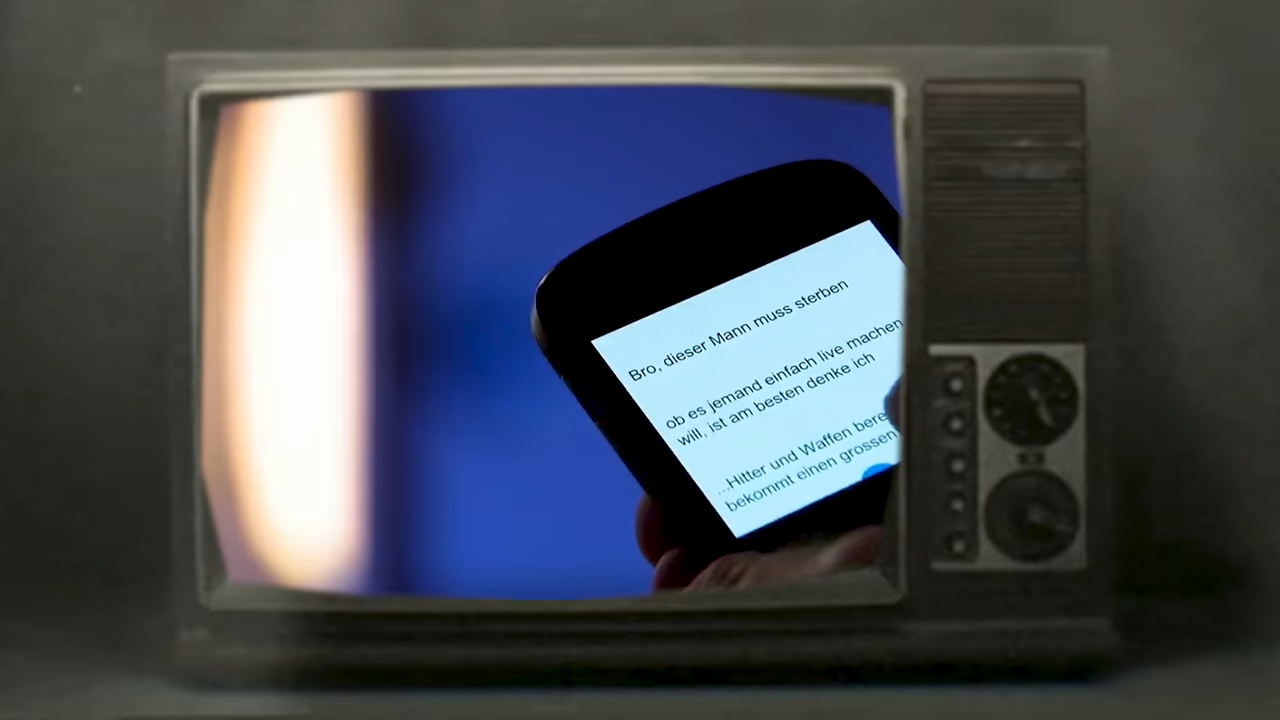 Bro, dieser Mann muss sterben
ob es jemand einfach live machen
will, ist am besten denke ich
...Hitter und Waffen bere
bekommt einen grossen